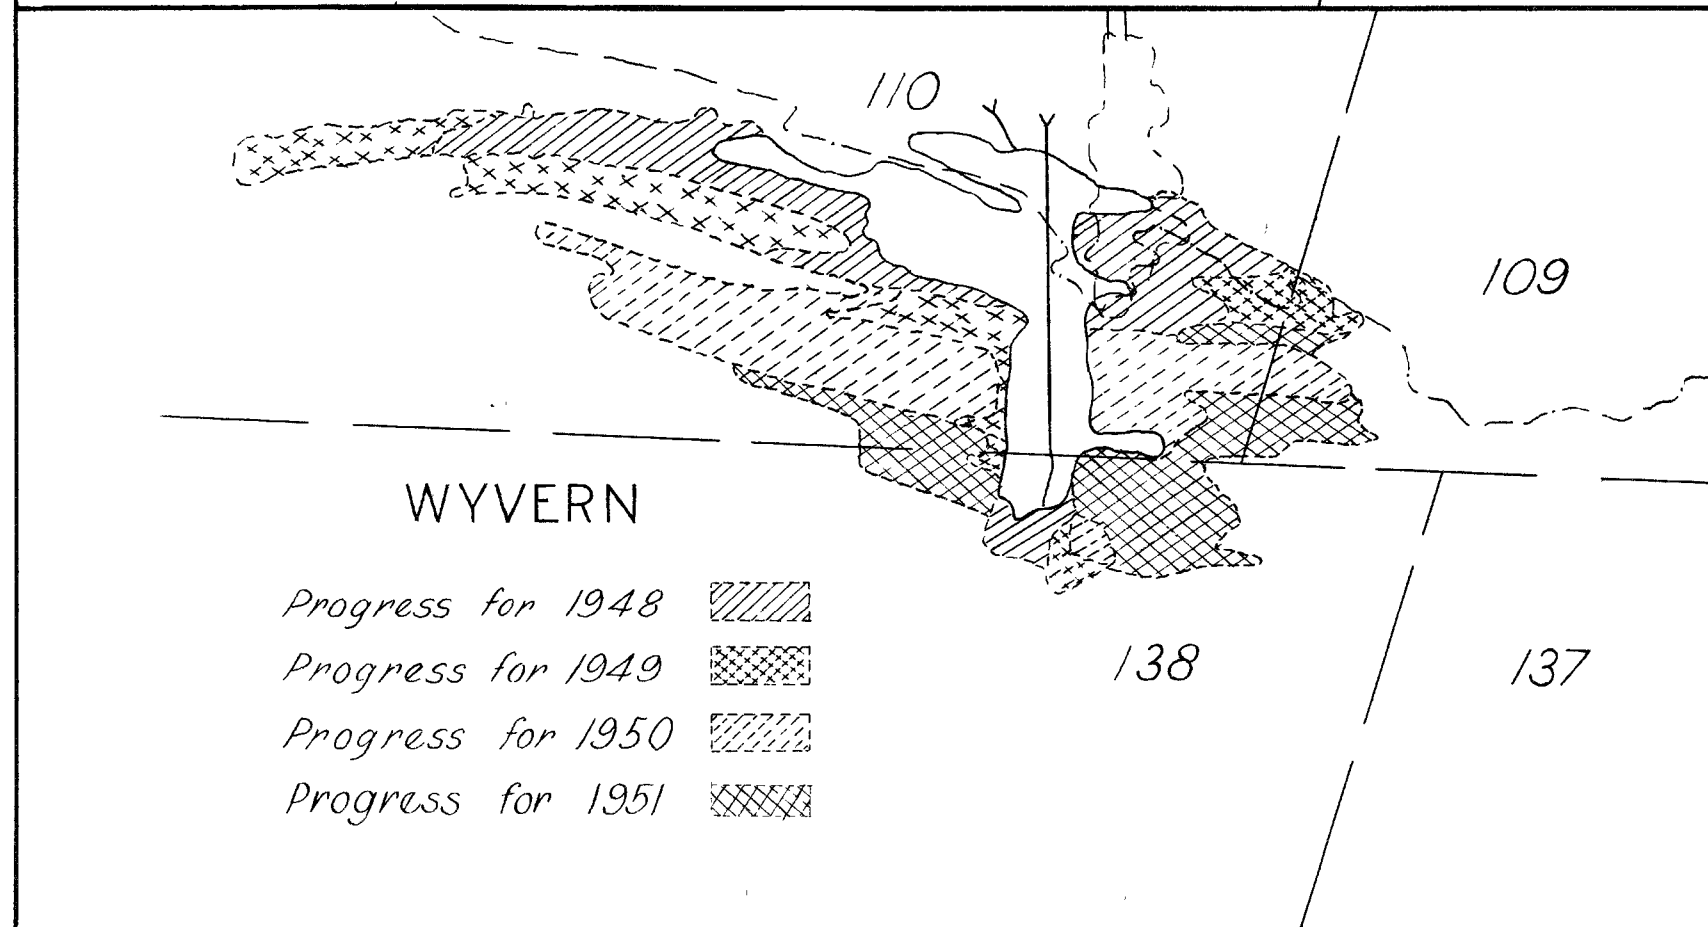 110
109
WYVERN
Progress for 1948
Progress for 1949
138
137
Progress for 1950
Progress for 1951